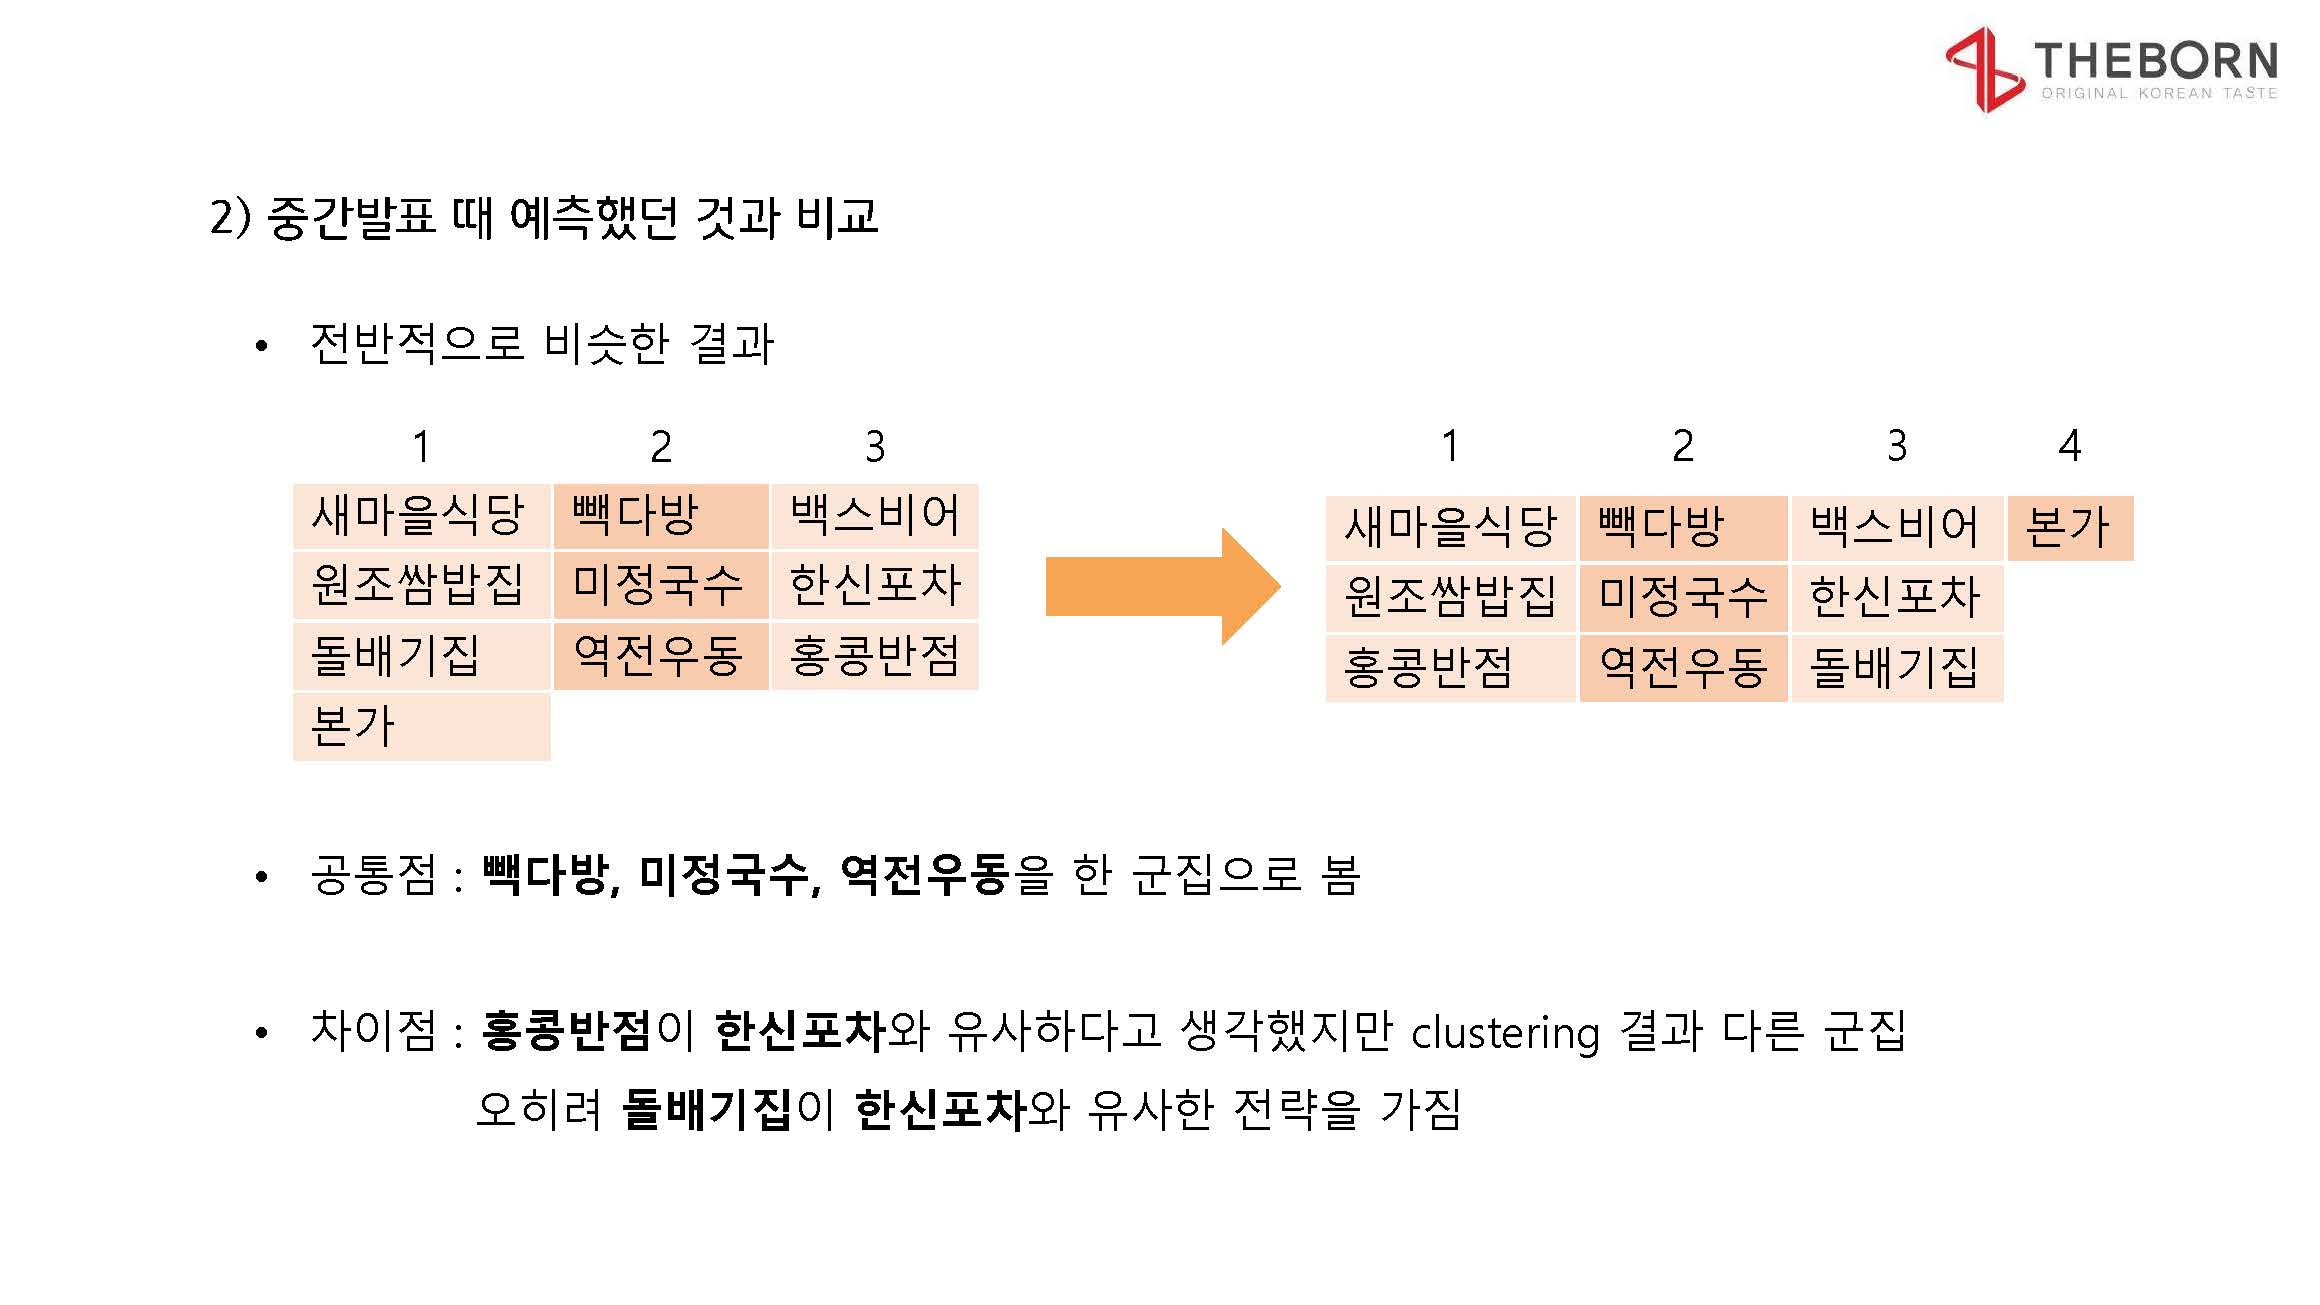 THEBORN
ORIGINAL KOREAN TASTE
2) 중간발표 때 예측했던 것과 비교
• 전반적으로 비슷한 결과
1 2 3
새마을식당 빽다방 백스비어
원조쌈밥집 미정국수 한신포차
돌배기집 역전우동 홍콩반점
본가
1 2 3 4
새마을식당 빽다방 백스비어 본가
원조쌈밥집 미정국수 한신포차
홍콩반점 역전우동 돌배기집
• 공통점 : 빽다방, 미정국수, 역전우동을 한 군집으로 봄
• 차이점 : 홍콩반점이 한신포차와 유사하다고 생각했지만 clustering 결과 다른 군집
오히려 돌배기집이 한신포차와 유사한 전략을 가짐